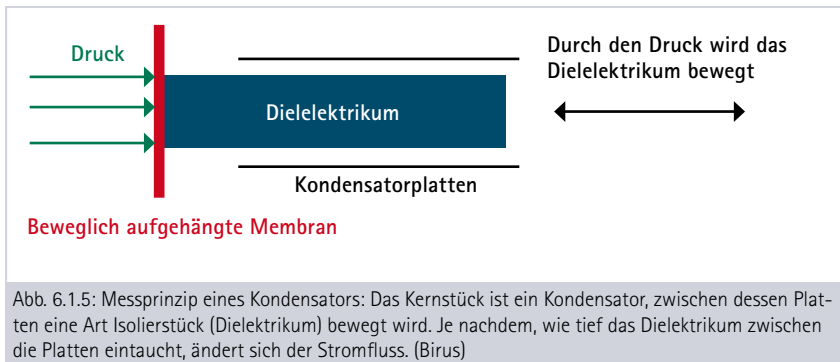 Druck
Durch den Druck wird das
Dielelektrikum bewegt
Dielelektrikum
Kondensatorplatten
Beweglich aufgehängte Membran
Abb. 6.1.5: Messprinzip eines Kondensators: Das Kernstück ist ein Kondensator, zwischen dessen Plat-
ten eine Art Isolierstück (Dielektrikum) bewegt wird. Je nachdem, wie tief das Dielektrikum zwischen
die Platten eintaucht, ändert sich der Stromfluss. (Birus)